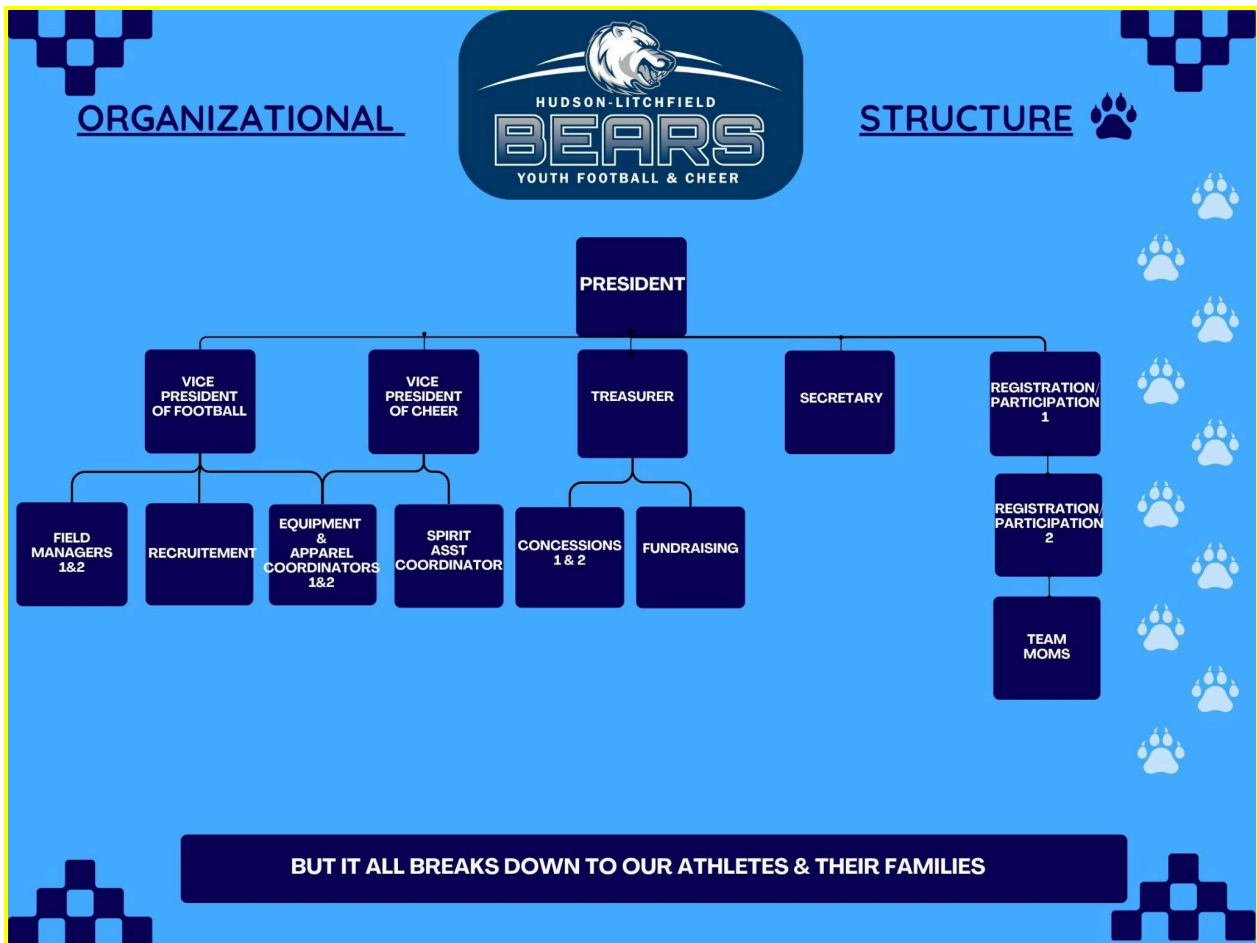 ORGANIZATIONAL
HUDSON-LITCHFIELD
BEARS
YOUTH FOOTBALL & CHEER
STRUCTURE
PRESIDENT
VICE
PRESIDENT
OF FOOTBALL
VICE
PRESIDENT
OF CHEER
TREASURER
SECRETARY
REGISTRATION/
PARTICIPATION
1
FIELD
MANAGERS
1&2
RECRUITEMENT
EQUIPMENT
&
APPAREL
COORDINATORS
1&2
SPIRIT
ASST
COORDINATOR
CONCESSIONS
1 & 2
FUNDRAISING
REGISTRATION/
PARTICIPATION
2
TEAM
MOMS
BUT IT ALL BREAKS DOWN TO OUR ATHLETES & THEIR FAMILIES